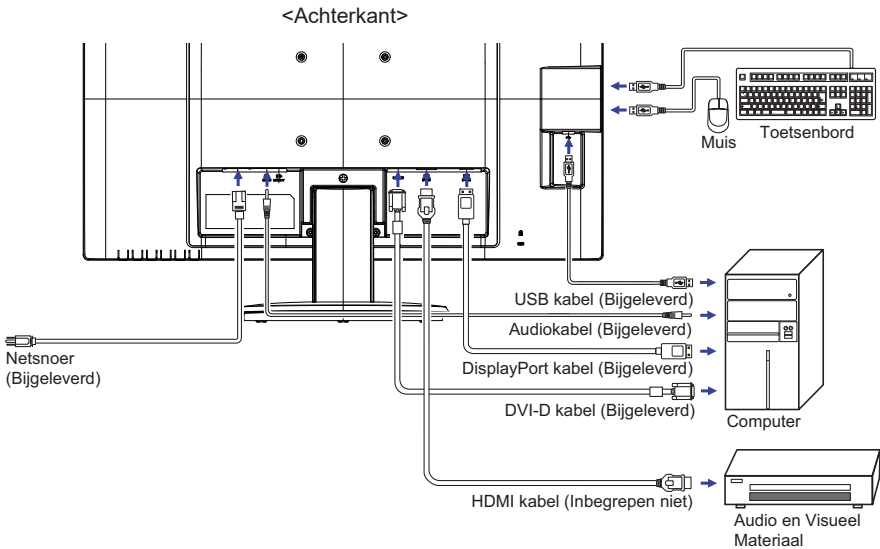 <Achterkant>
Muis
Toetsenbord
USB kabel (Bijgeleverd)
Audiokabel (Bijgeleverd)
Netsnoer
(Bijgeleverd)
DisplayPort kabel (Bijgeleverd)
DVI-D kabel (Bijgeleverd)
Computer
HDMI kabel (Inbegrepen niet)
Audio en Visueel
Materiaal